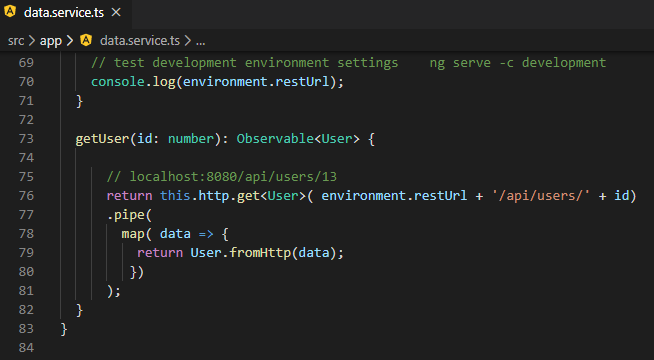 data.service.ts ×
src > app > data.service.ts > ...
69 // test development environment settings    ng serve -c development
70 console.log(environment.restUrl);
71 }
72
73 getUser(id: number): Observable<User> {
74
75 // localhost:8080/api/users/13
76 return this.http.get<User>( environment.restUrl + '/api/users/' + id)
77 .pipe(
78 map( data => {
79 return User.fromHttp(data);
80 })
81 );
82 }
83 }
84